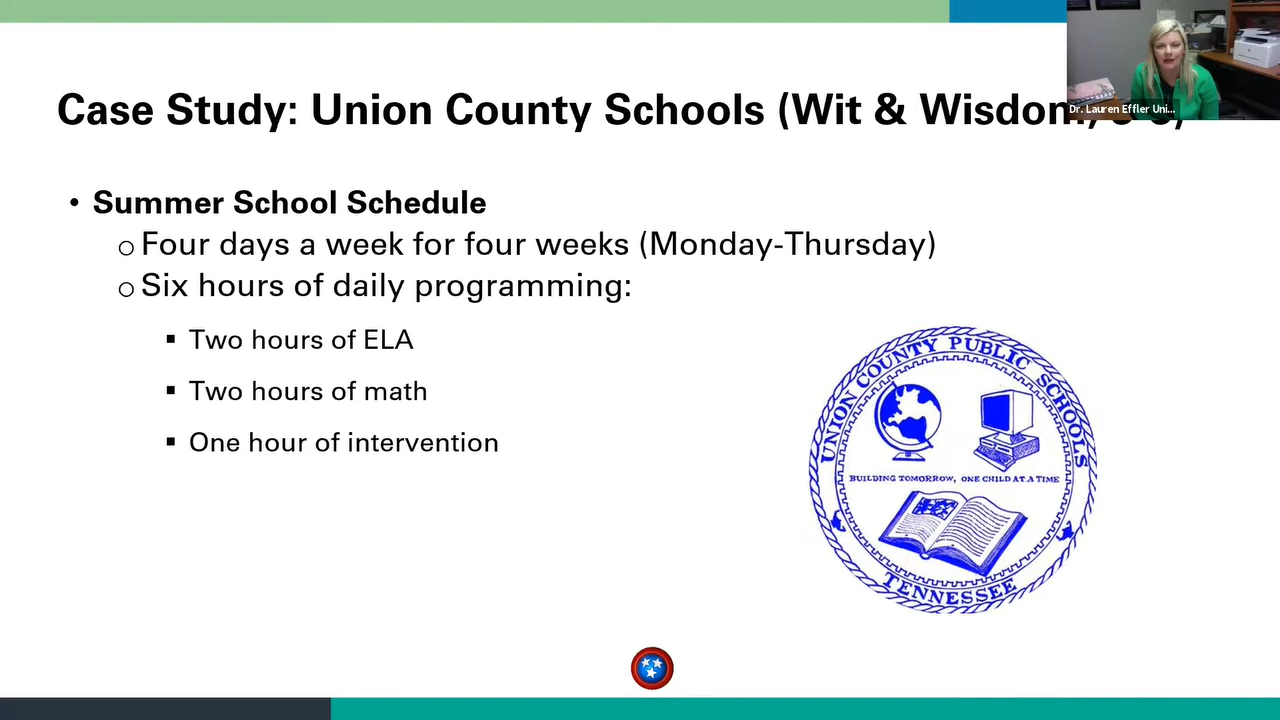 Case Study: Union County Schools (Wit & Wisdom,
Dr. Lauren Effler Uni...
• Summer School Schedule
o Four days a week for four weeks (Monday-Thursday)
o Six hours of daily programming:
▪ Two hours of ELA
▪ Two hours of math
▪ One hour of intervention
UNION COUNTY PUBLIC SCHOOLS
BUILDING TOMORROW, ONE CHILD AT A TIME
TENNESSEE